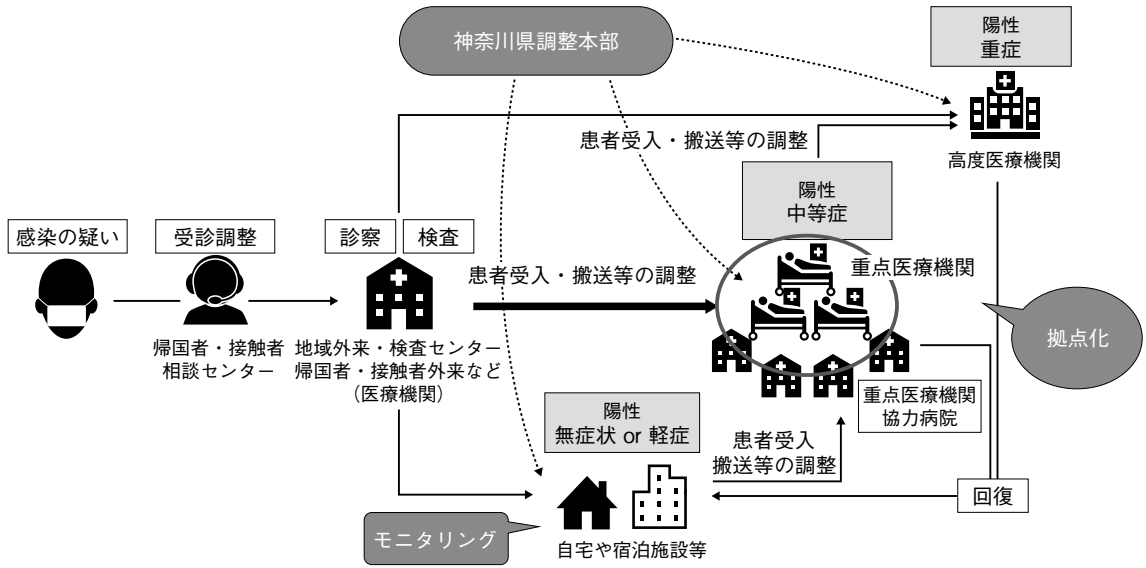 神奈川県調整本部
陽性
重症
高度医療機関
患者受入・搬送等の調整
陽性
中等症
感染の疑い
受診調整
診察
検査
患者受入・搬送等の調整
重点医療機関
帰国者・接触者
相談センター
地域外来・検査センター
帰国者・接触者外来など
（医療機関）
拠点化
重点医療機関
協力病院
陽性
無症状 or 軽症
患者受入
搬送等の調整
回復
モニタリング
自宅や宿泊施設等